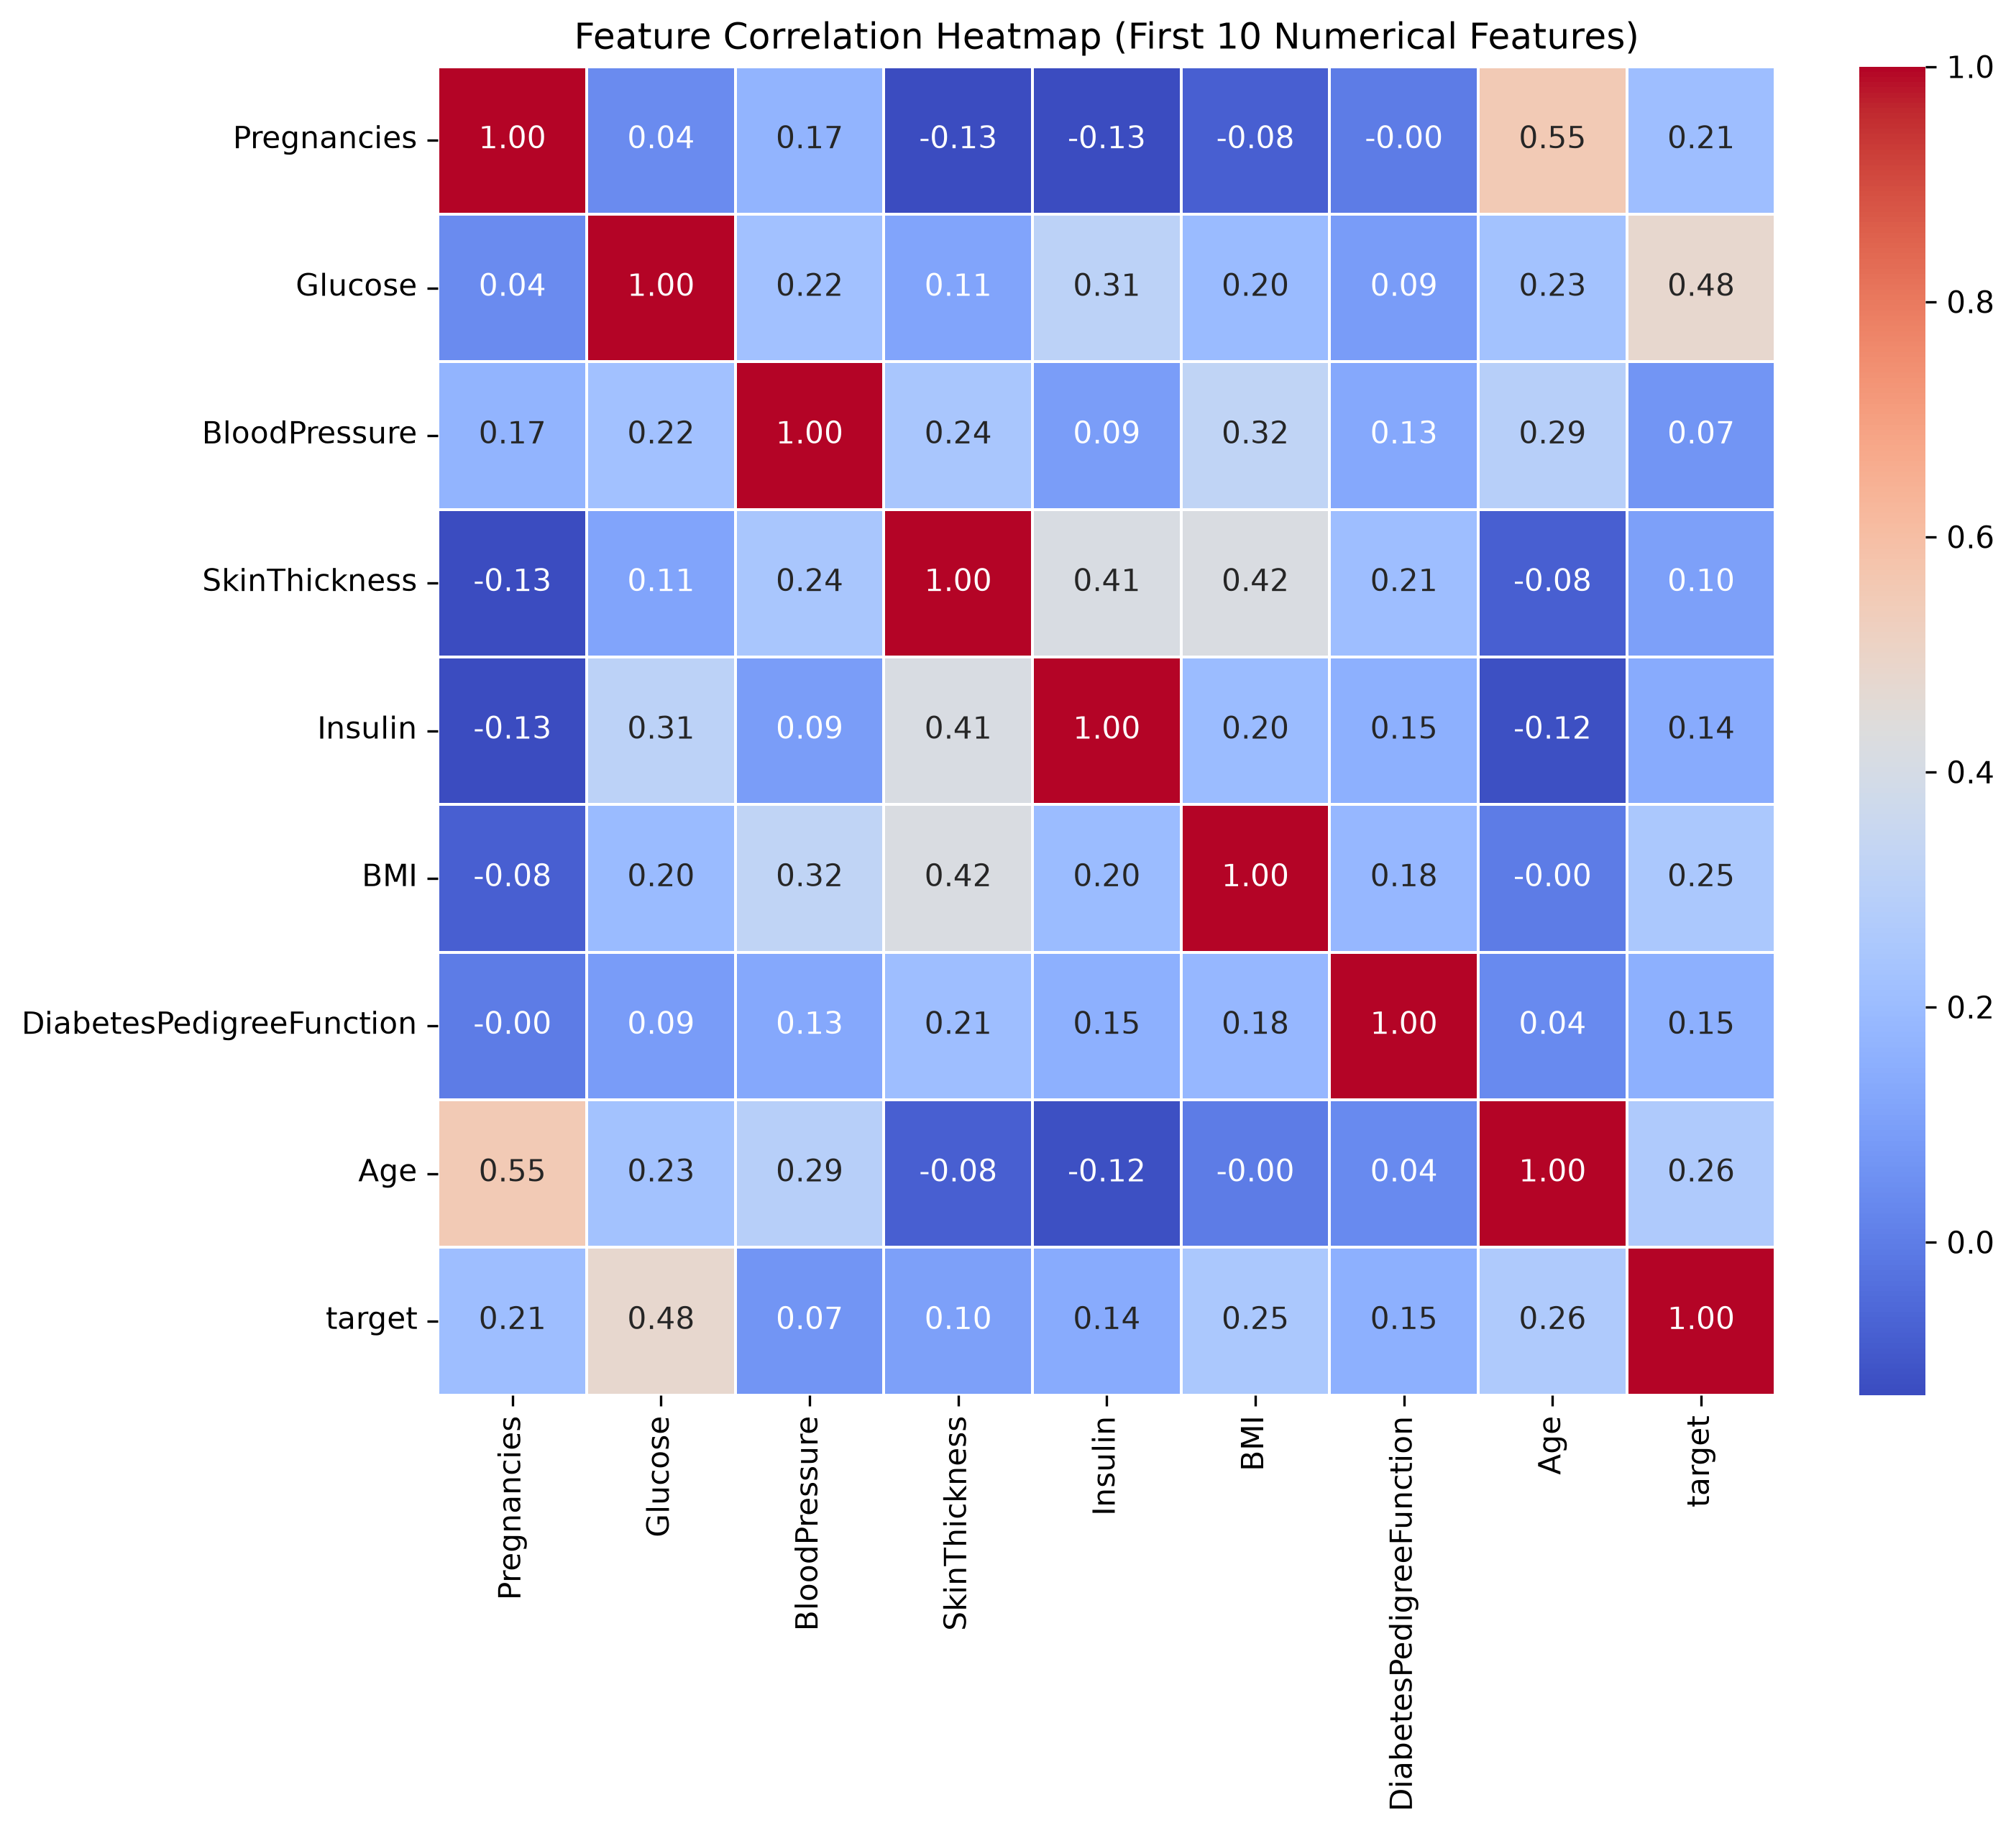 Feature Correlation Heatmap (First 10 Numerical Features)
Pregnancies 1.00 0.04 0.17 -0.13 -0.13 -0.08 -0.00 0.55 0.21
Glucose 0.04 1.00 0.22 0.11 0.31 0.20 0.09 0.23 0.48
BloodPressure 0.17 0.22 1.00 0.24 0.09 0.32 0.13 0.29 0.07
SkinThickness -0.13 0.11 0.24 1.00 0.41 0.42 0.21 -0.08 0.10
Insulin -0.13 0.31 0.09 0.41 1.00 0.20 0.15 -0.12 0.14
BMI -0.08 0.20 0.32 0.42 0.20 1.00 0.18 -0.00 0.25
DiabetesPedigreeFunction -0.00 0.09 0.13 0.21 0.15 0.18 1.00 0.04 0.15
Age 0.55 0.23 0.29 -0.08 -0.12 -0.00 0.04 1.00 0.26
target 0.21 0.48 0.07 0.10 0.14 0.25 0.15 0.26 1.00
Pregnancies
Glucose
BloodPressure
SkinThickness
Insulin
BMI
DiabetesPedigreeFunction
Age
target
1.0
0.8
0.6
0.4
0.2
0.0